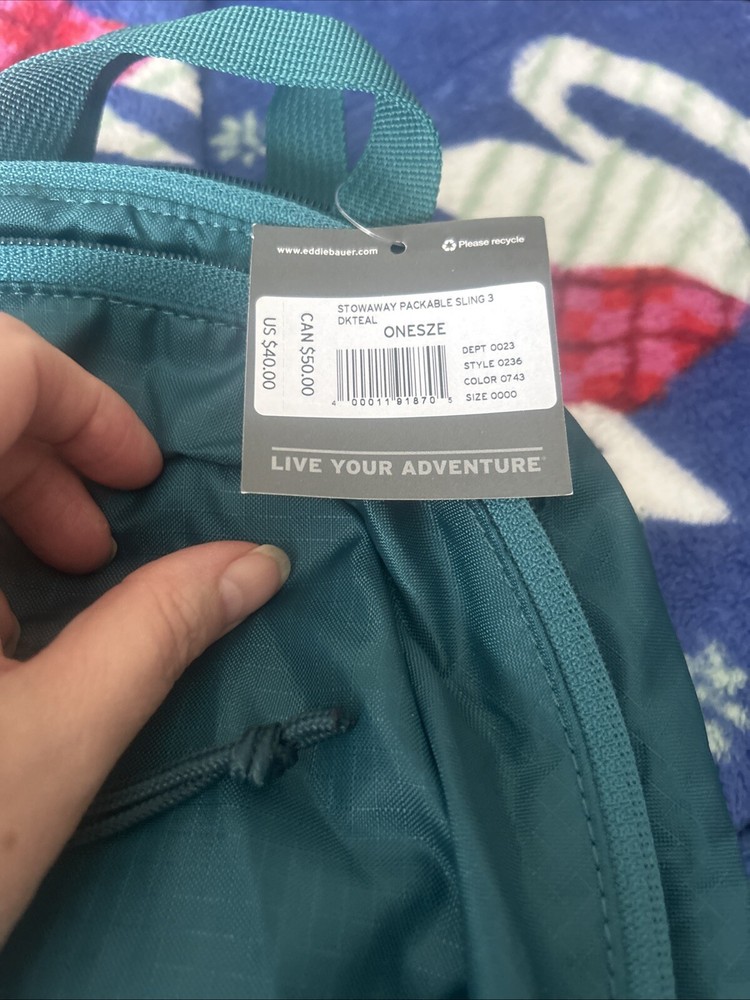 www.eddiebauer.com
Please recycle
STOWAWAY PACKABLE SLING 3
DKTEAL
ONESZE
CAN $50.00
US $40.00
DEPT 0023
STYLE 0236
COLOR 0743
SIZE 0000
4 00011 91870 5
LIVE YOUR ADVENTURE